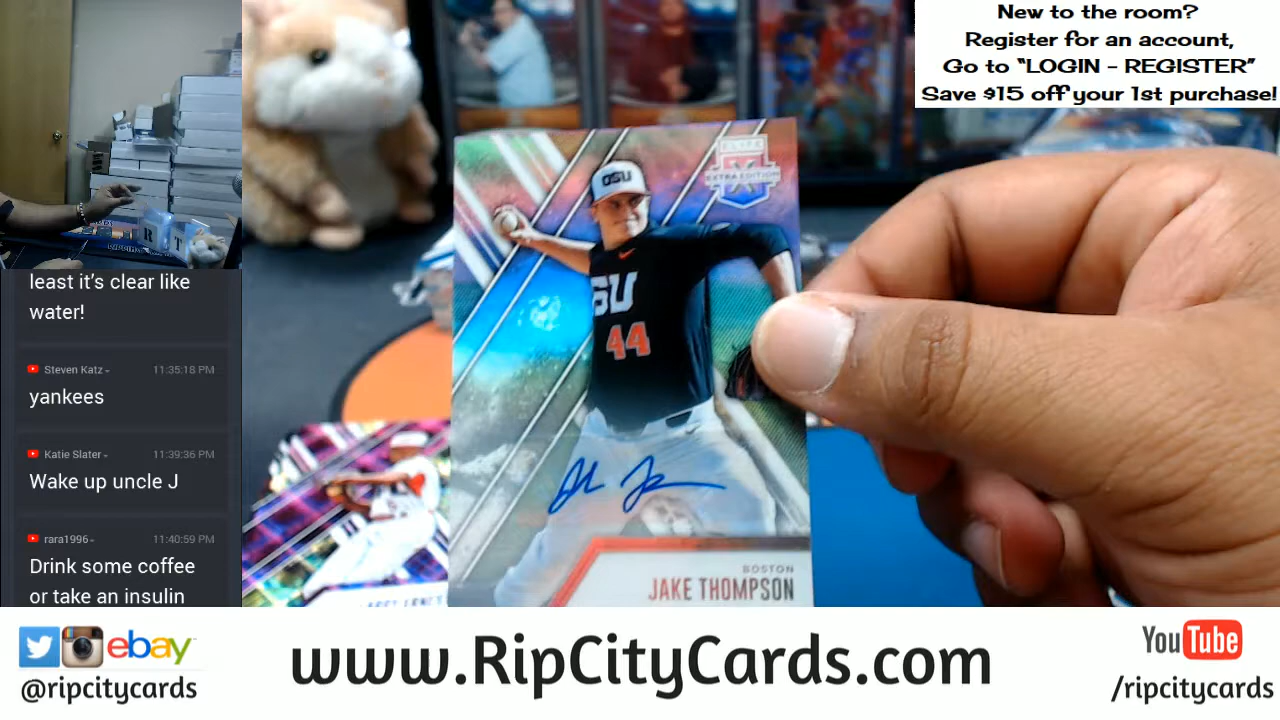 New to the room?
Register for an account,
Go to "LOGIN - REGISTER"
Save $15 off your 1st purchase!
R T
least it's clear like
water!
Steven Katz 11:35:18 PM
yankees
Katie Slater 11:39:36 PM
Wake up uncle J
rara1996 11:40:59 PM
Drink some coffee
or take an insulin
ELITE
EXTRA EDITION
OSU
OSU
44
BOSTON
JAKE THOMPSON
ebay
@ripcitycards
www.RipCityCards.com
YouTube
/ripcitycards